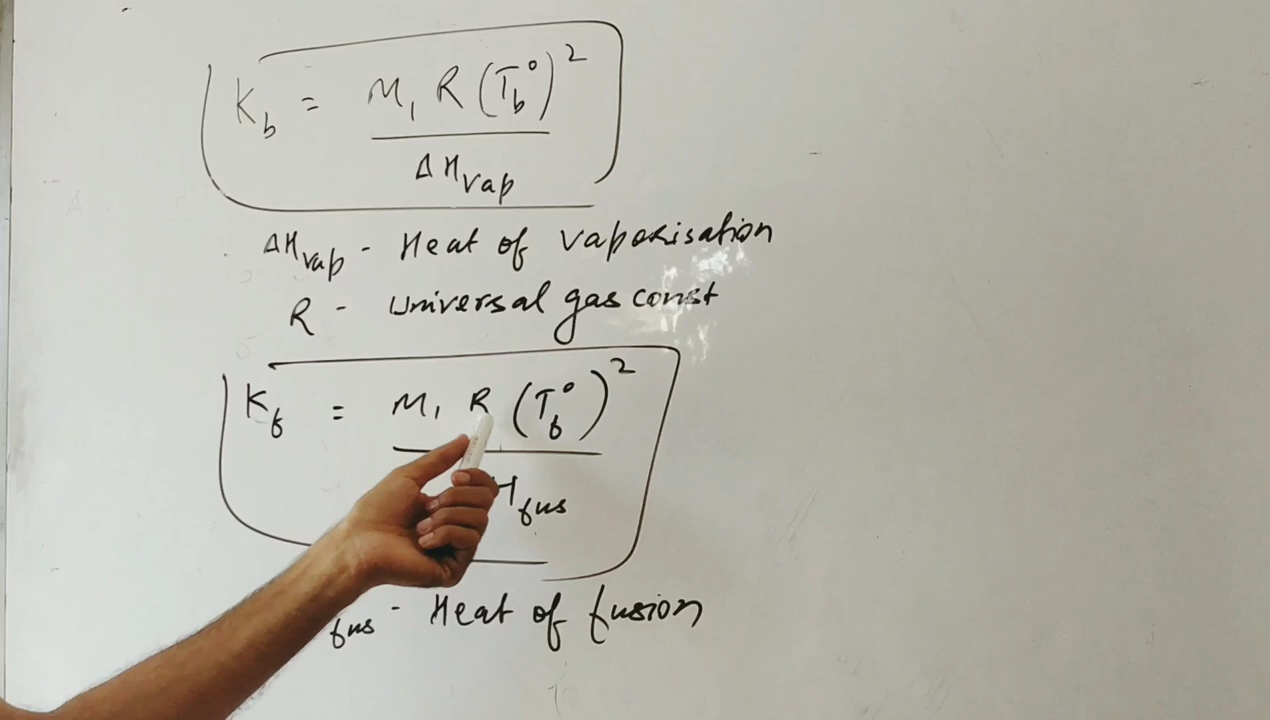 K_b = M_1 R (T_b°)^2 / ΔH_vap
ΔH_vap - Heat of vaporisation
R - Universal gas const
K_f = M_1 R (T_f°)^2 / H_fus
fus - Heat of fusion